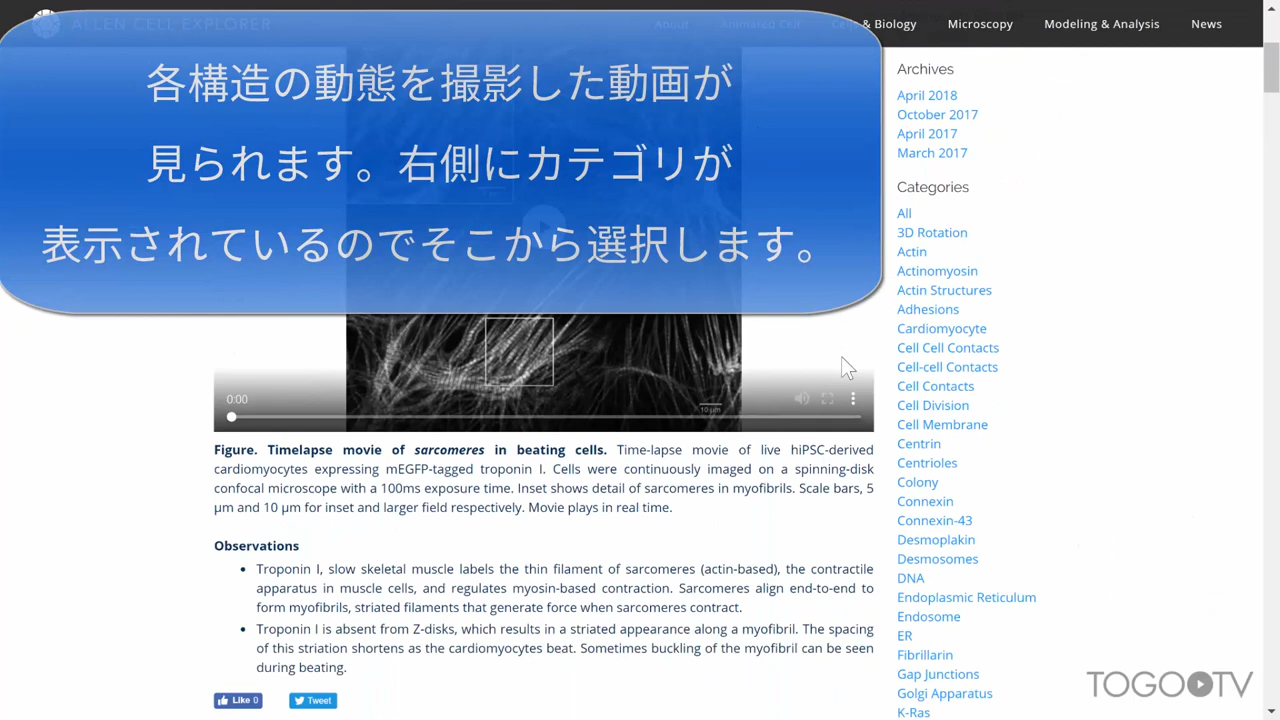 ALLEN CELL EXPLORER
About
Animated Cell
Cells & Biology
Microscopy
Modeling & Analysis
News
各構造の動態を撮影した動画が
見られます。右側にカテゴリが
表示されているのでそこから選択します。
10 μm
0:00
Figure. Timelapse movie of sarcomeres in beating cells. Time-lapse movie of live hiPSC-derived
cardiomyocytes expressing mEGFP-tagged troponin I. Cells were continuously imaged on a spinning-disk
confocal microscope with a 100ms exposure time. Inset shows detail of sarcomeres in myofibrils. Scale bars, 5
μm and 10 μm for inset and larger field respectively. Movie plays in real time.
Observations
• Troponin I, slow skeletal muscle labels the thin filament of sarcomeres (actin-based), the contractile
apparatus in muscle cells, and regulates myosin-based contraction. Sarcomeres align end-to-end to
form myofibrils, striated filaments that generate force when sarcomeres contract.
• Troponin I is absent from Z-disks, which results in a striated appearance along a myofibril. The spacing
of this striation shortens as the cardiomyocytes beat. Sometimes buckling of the myofibril can be seen
during beating.
Like 0
Tweet
Archives
April 2018
October 2017
April 2017
March 2017
Categories
All
3D Rotation
Actin
Actinomyosin
Actin Structures
Adhesions
Cardiomyocyte
Cell Cell Contacts
Cell-cell Contacts
Cell Contacts
Cell Division
Cell Membrane
Centrin
Centrioles
Colony
Connexin
Connexin-43
Desmoplakin
Desmosomes
DNA
Endoplasmic Reticulum
Endosome
ER
Fibrillarin
Gap Junctions
Golgi Apparatus
K-Ras
TOGO TV